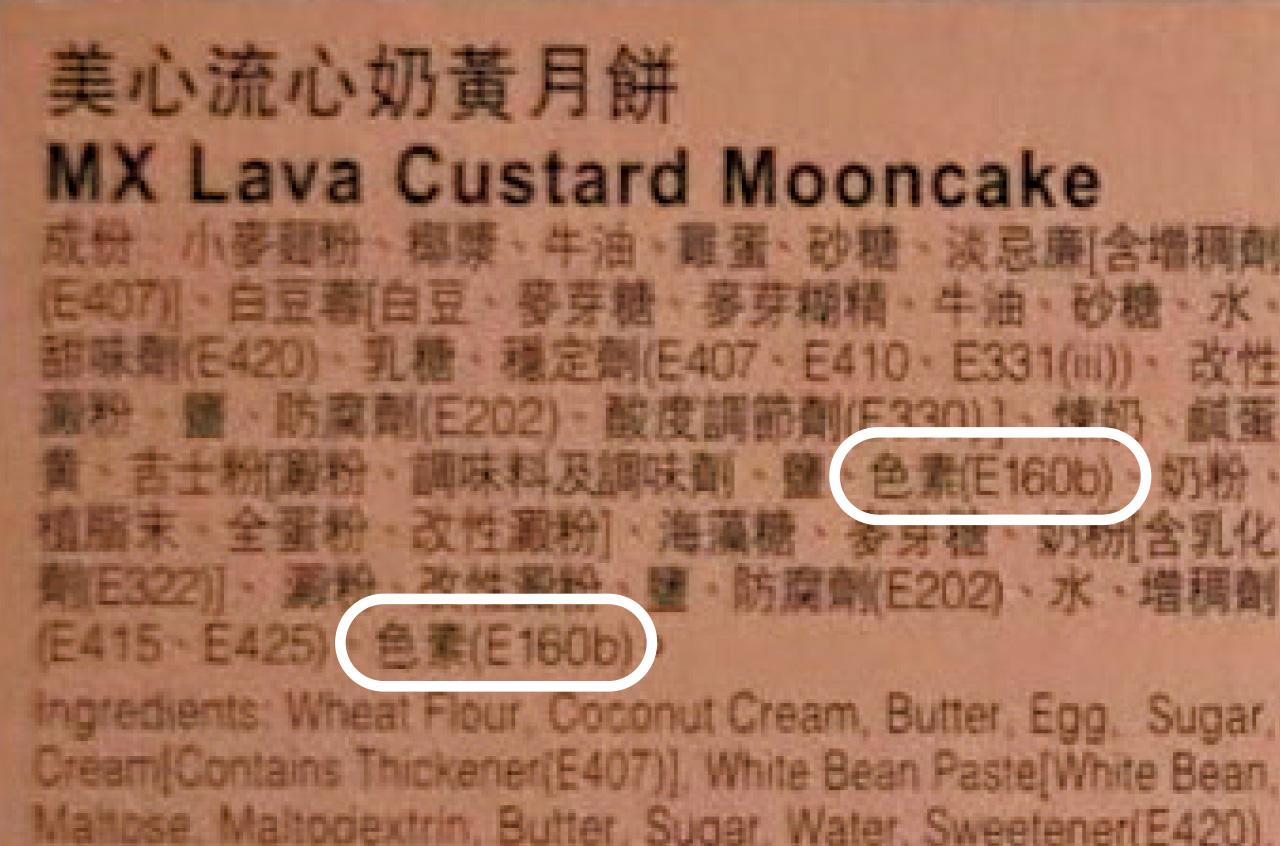 美心流心奶黃月餅
MX Lava Custard Mooncake
成份：小麥麵粉、椰漿、牛油、雞蛋、砂糖、淡忌廉[含增稠劑
(E407)]、白豆蓉[白豆、麥芽糖、麥芽糊精、牛油、砂糖、水、
甜味劑(E420)、乳糖、穩定劑(E407、E410、E331(iii))、改性
澱粉、鹽、防腐劑(E202)、酸度調節劑(E330)]、煉奶、鹹蛋
黃、吉士粉[澱粉、調味料及調味劑、鹽、色素(E160b)、奶粉、
植脂末、全蛋粉、改性澱粉]、海藻糖、麥芽糖、奶粉[含乳化
劑(E322)]、澱粉、改性澱粉、鹽、防腐劑(E202)、水、增稠劑
(E415、E425)、色素(E160b)。
Ingredients: Wheat Flour, Coconut Cream, Butter, Egg, Sugar,
Cream[Contains Thickener(E407)], White Bean Paste[White Bean,
Maltose, Maltodextrin, Butter, Sugar, Water, Sweetener(E420),